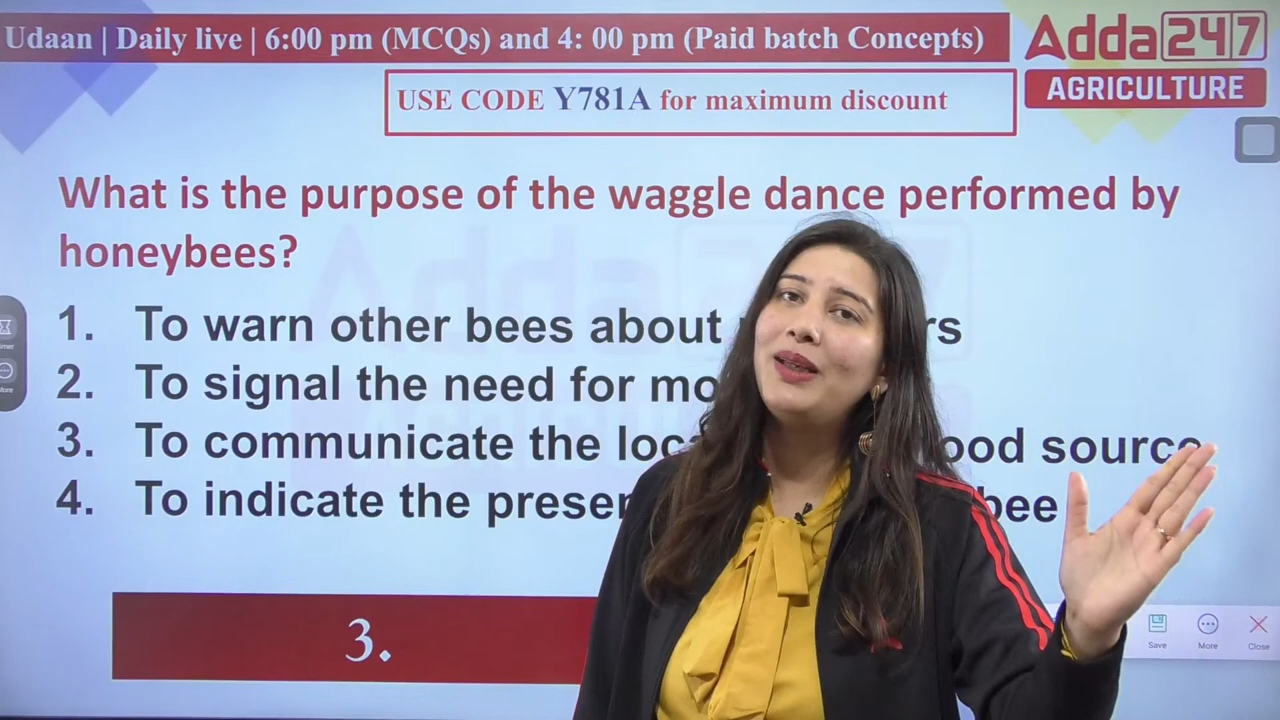 Udaan | Daily live | 6:00 pm (MCQs) and 4: 00 pm (Paid batch Concepts)
Adda247
AGRICULTURE
USE CODE Y781A for maximum discount
What is the purpose of the waggle dance performed by
honeybees?
1. To warn other bees about
2. To signal the need for
3. To communicate the source
4. To indicate the bee
3.
Save
More
Close